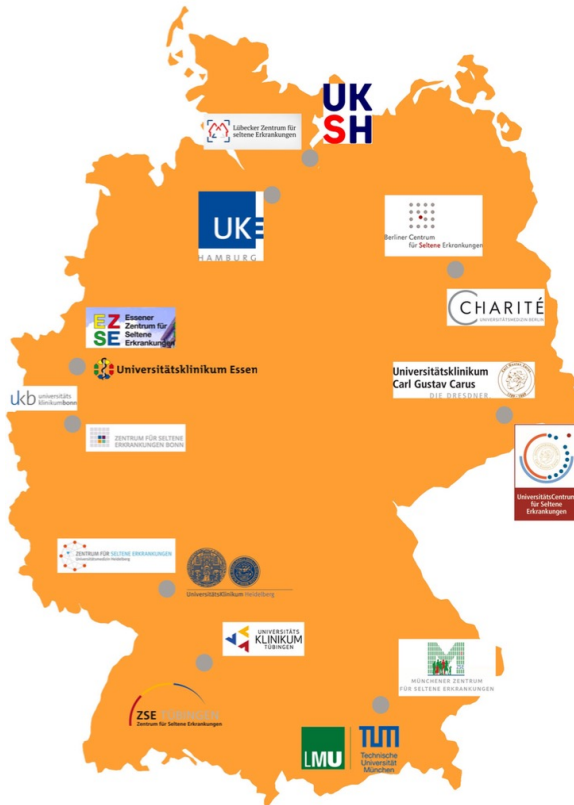 UK
SH
Lübecker Zentrum für
seltene Erkrankungen
UKE
HAMBURG
Berliner Centrum
für Seltene Erkrankungen
CHARITÉ
UNIVERSITÄTSMEDIZIN BERLIN
EZ
SE
Essener
Zentrum für
Seltene
Erkrankungen
Universitätsklinikum Essen
ukb universitäts
klinikumbonn
ZENTRUM FÜR SELTENE
ERKRANKUNGEN BONN
Universitätsklinikum
Carl Gustav Carus
DIE DRESDNER.
UniversitätsCentrum
für Seltene
Erkrankungen
ZENTRUM FÜR SELTENE ERKRANKUNGEN
Universitätsmedizin Heidelberg
UniversitätsKlinikum Heidelberg
UNIVERSITÄTS
KLINIKUM
TÜBINGEN
ZSE
Zentrum für Seltene Erkrankungen
M
ZSE
MÜNCHENER ZENTRUM
FÜR SELTENE ERKRANKUNGEN
LMU
TUM
Technische
Universität
München